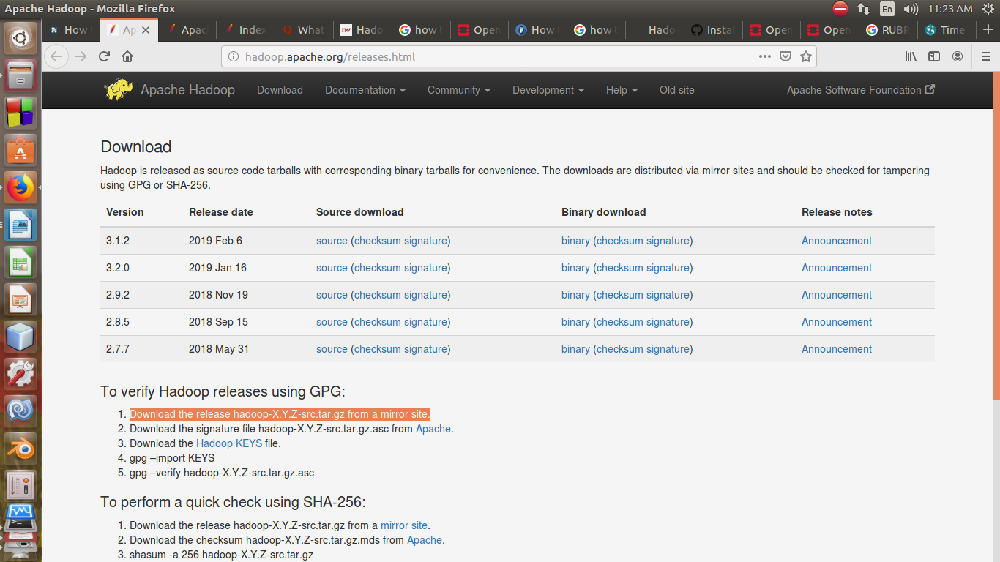 Apache Hadoop - Mozilla Firefox
En
11:23 AM
How
Ap
Apac
Index
What
Hado
how t
Open
How
how t
Hado
Instal
Open
Open
RUBR
Time
hadoop.apache.org/releases.html
Apache Hadoop
Download
Documentation
Community
Development
Help
Old site
Apache Software Foundation
Download
Hadoop is released as source code tarballs with corresponding binary tarballs for convenience. The downloads are distributed via mirror sites and should be checked for tampering
using GPG or SHA-256.
Version Release date Source download Binary download Release notes
3.1.2 2019 Feb 6 source (checksum signature) binary (checksum signature) Announcement
3.2.0 2019 Jan 16 source (checksum signature) binary (checksum signature) Announcement
2.9.2 2018 Nov 19 source (checksum signature) binary (checksum signature) Announcement
2.8.5 2018 Sep 15 source (checksum signature) binary (checksum signature) Announcement
2.7.7 2018 May 31 source (checksum signature) binary (checksum signature) Announcement
To verify Hadoop releases using GPG:
1. Download the release hadoop-X.Y.Z-src.tar.gz from a mirror site.
2. Download the signature file hadoop-X.Y.Z-src.tar.gz.asc from Apache.
3. Download the Hadoop KEYS file.
4. gpg –import KEYS
5. gpg –verify hadoop-X.Y.Z-src.tar.gz.asc
To perform a quick check using SHA-256:
1. Download the release hadoop-X.Y.Z-src.tar.gz from a mirror site.
2. Download the checksum hadoop-X.Y.Z-src.tar.gz.mds from Apache.
3. shasum -a 256 hadoop-X.Y.Z-src.tar.gz